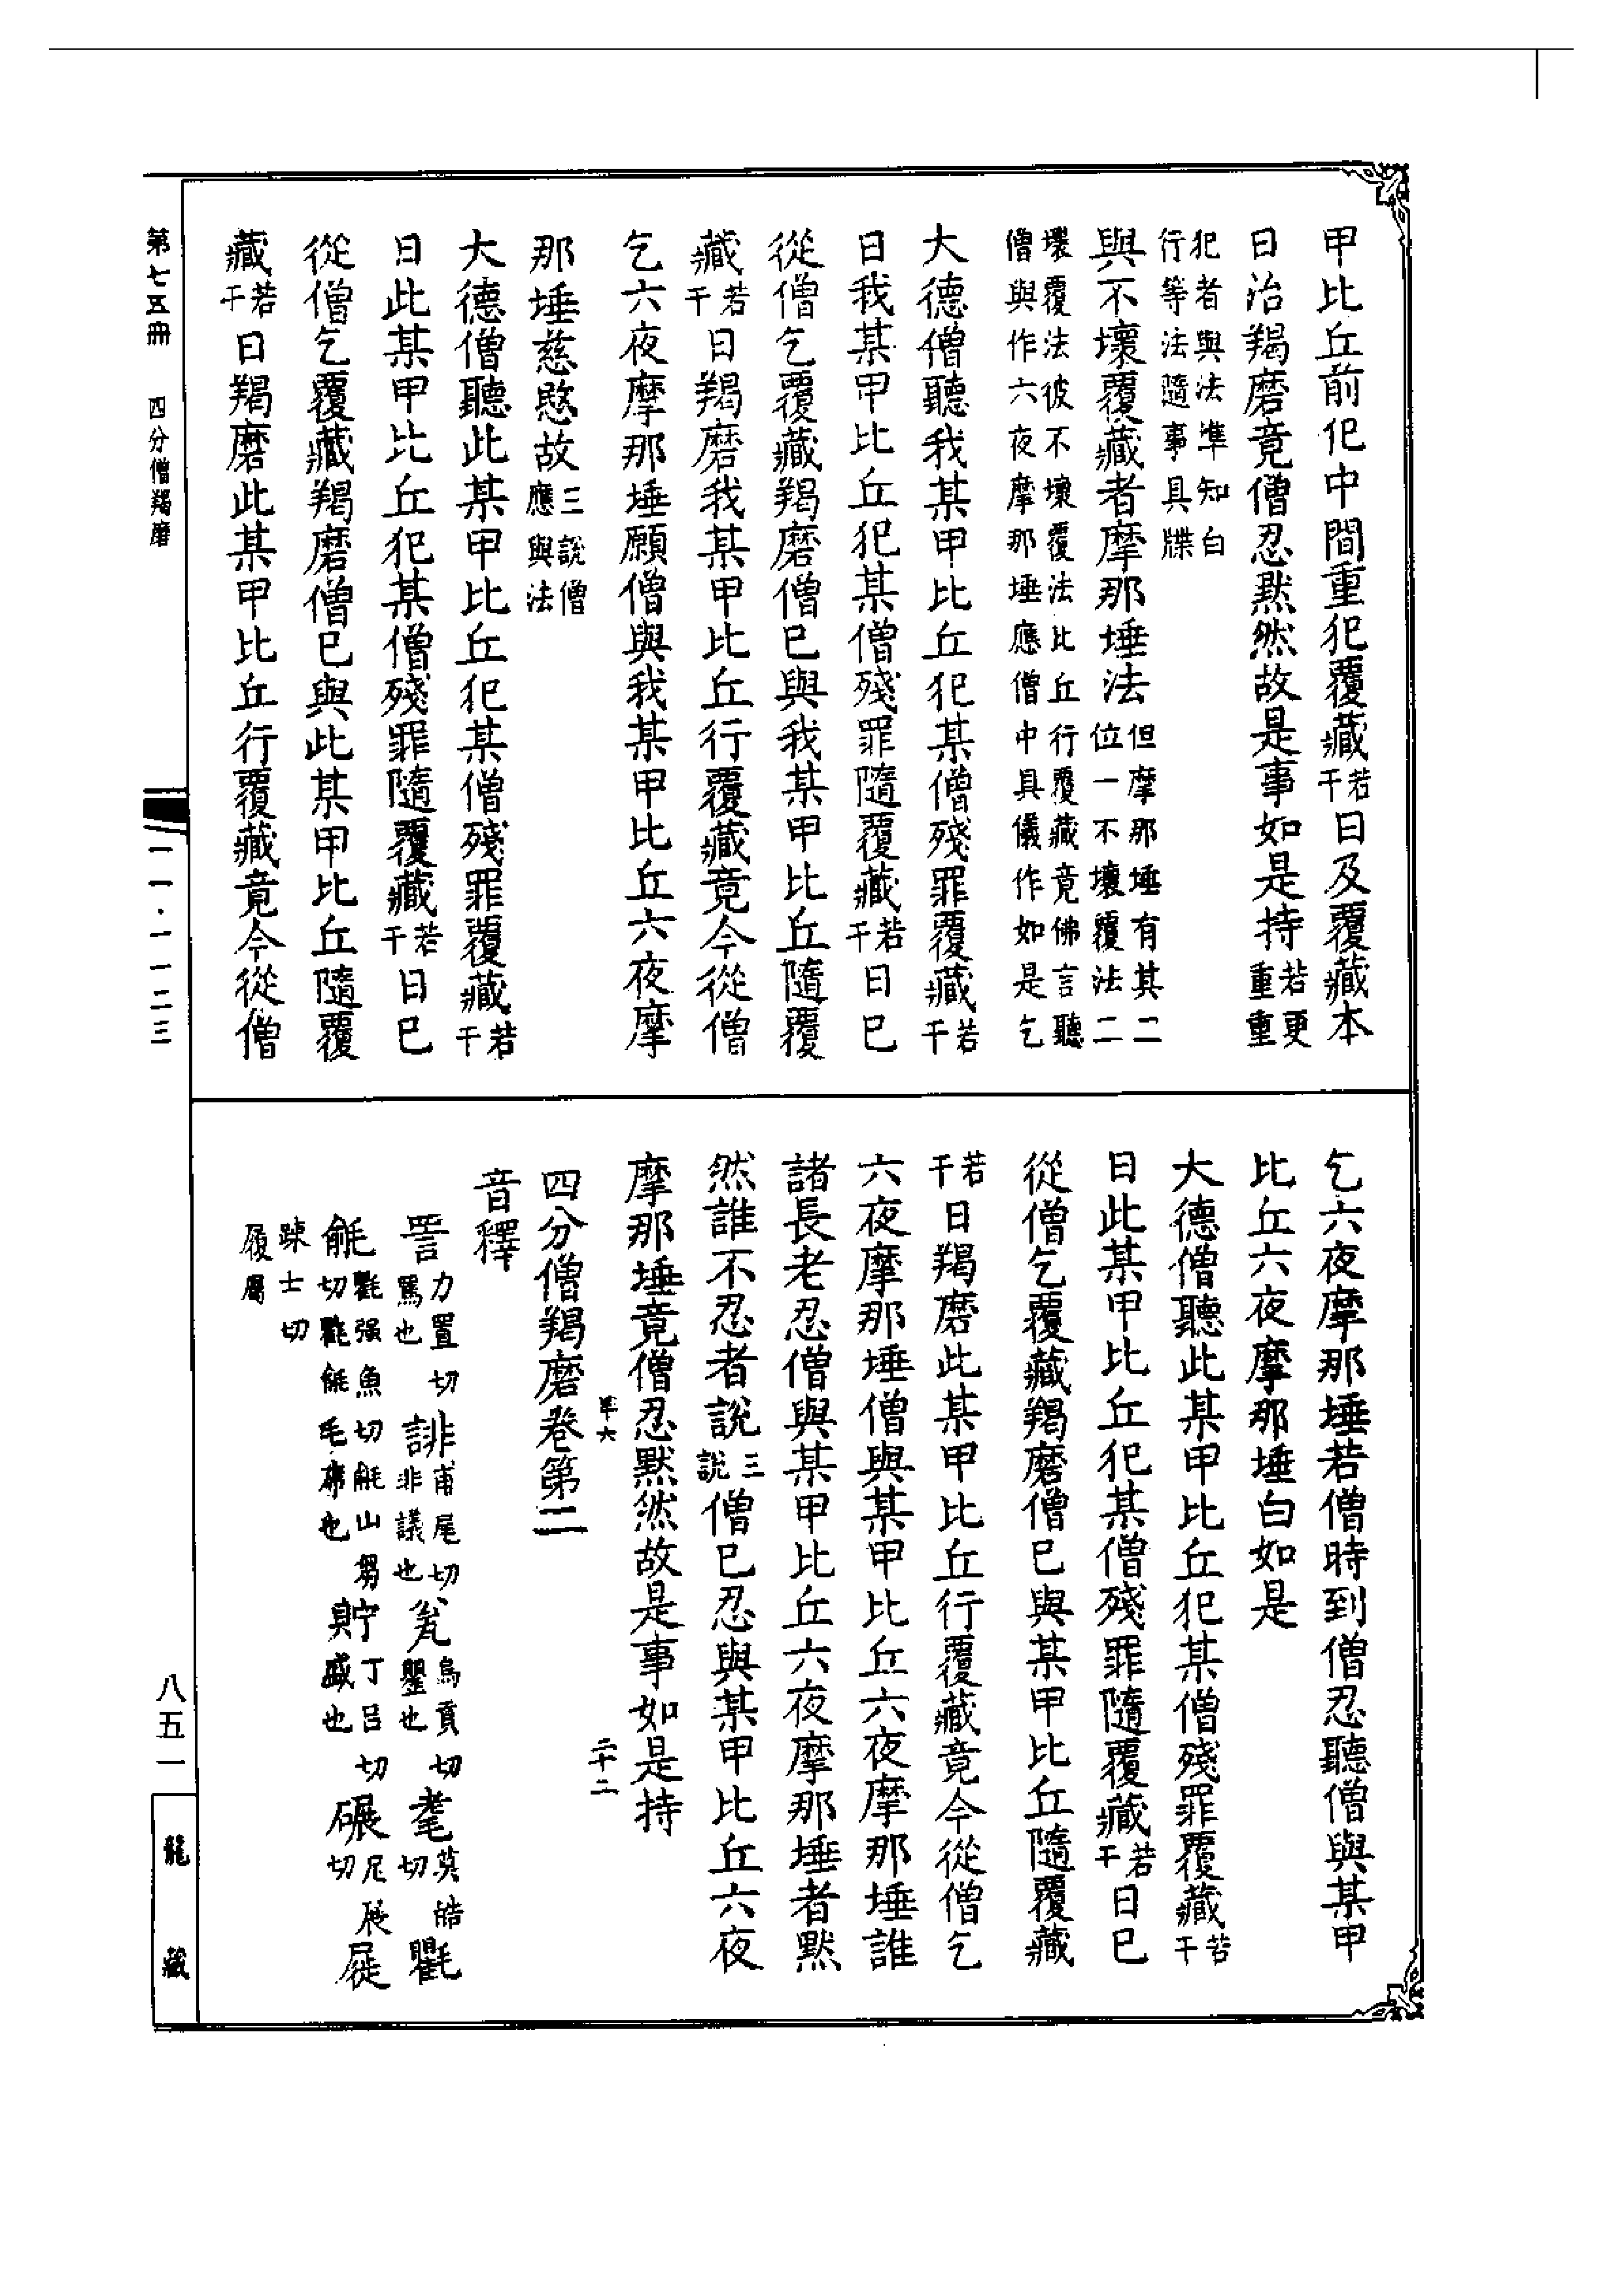 甲比丘前犯中間重犯覆藏若干日及覆藏本
日治羯磨竟僧忍默然故是事如是持若更重重
犯者與法準知白行等法隨事具牒
與不壞覆藏者摩那埵法但摩那埵有其二位一不壞覆法二
壞覆法彼不壞覆法比丘行覆藏竟佛言聽僧與作六夜摩那埵應僧中具儀作如是乞
大德僧聽我某甲比丘犯某僧殘罪覆藏若干
日我某甲比丘犯某僧殘罪隨覆藏若干日已
從僧乞覆藏羯磨僧已與我某甲比丘隨覆
藏若干日羯磨我某甲比丘行覆藏竟今從僧
乞六夜摩那埵願僧與我某甲比丘六夜摩
那埵慈愍故三說僧應與法
大德僧聽此某甲比丘犯某僧殘罪覆藏若干
日此某甲比丘犯某僧殘罪隨覆藏若干日已
從僧乞覆藏羯磨僧已與此某甲比丘隨覆
藏若干日羯磨此某甲比丘行覆藏竟今從僧
乞六夜摩那埵若僧時到僧忍聽僧與某甲
比丘六夜摩那埵白如是
大德僧聽此某甲比丘犯某僧殘罪覆藏若干
日此某甲比丘犯某僧殘罪隨覆藏若干日已
從僧乞覆藏羯磨僧已與某甲比丘隨覆藏
若干日羯磨此某甲比丘行覆藏竟今從僧乞
六夜摩那埵僧與某甲比丘六夜摩那埵誰
諸長老忍僧與某甲比丘六夜摩那埵者默
然誰不忍者說三說僧已忍與某甲比丘六夜
摩那埵竟僧忍默然故是事如是持
二十二
四分僧羯磨卷第二
音釋
詈力置切罵也誹甫尾切非議也瓮烏貢切甖也耄莫皓切氍
毹氍强魚切毹山芻切氍毹毛席也貯丁呂切盛也碾尼展切屣
踈士切
履屬
第七五冊
四分僧羯磨
一一·一一二三
八五一
龍藏